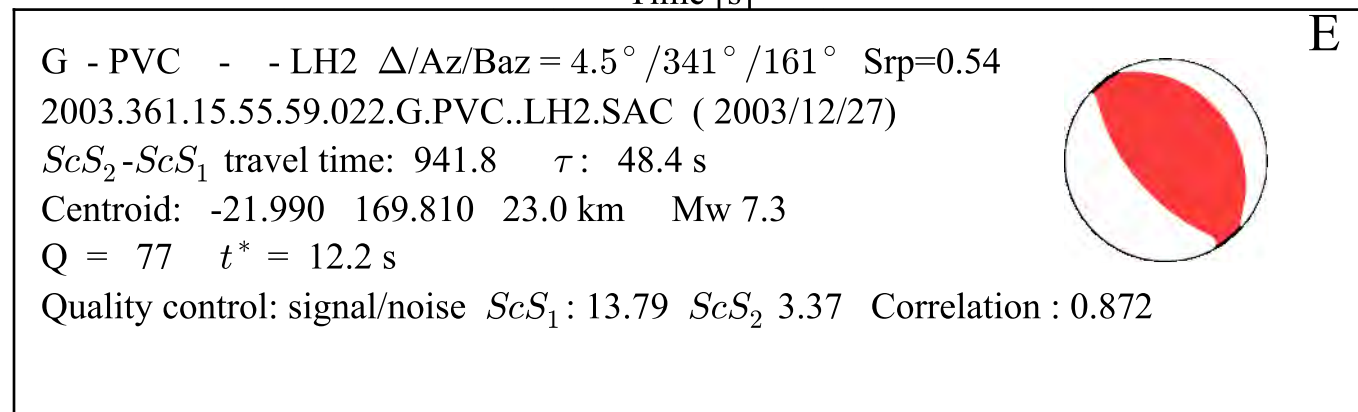 Time [s]
E
G - PVC - - LH2 Δ/Az/Baz = 4.5° /341° /161° Srp=0.54
2003.361.15.55.59.022.G.PVC..LH2.SAC ( 2003/12/27)
ScS₂-ScS₁ travel time: 941.8 τ : 48.4 s
Centroid: -21.990 169.810 23.0 km Mw 7.3
Q = 77 t* = 12.2 s
Quality control: signal/noise ScS₁: 13.79 ScS₂ 3.37 Correlation : 0.872